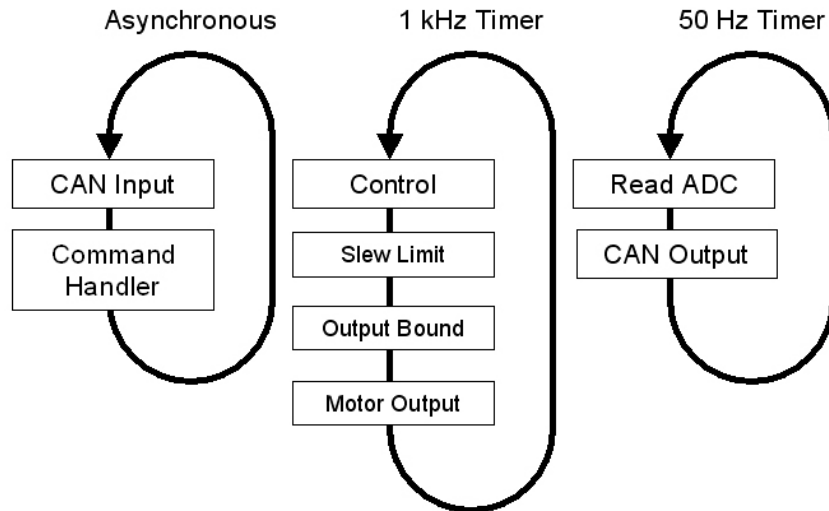 Asynchronous
CAN Input
Command
Handler
1 kHz Timer
Control
Slew Limit
Output Bound
Motor Output
50 Hz Timer
Read ADC
CAN Output